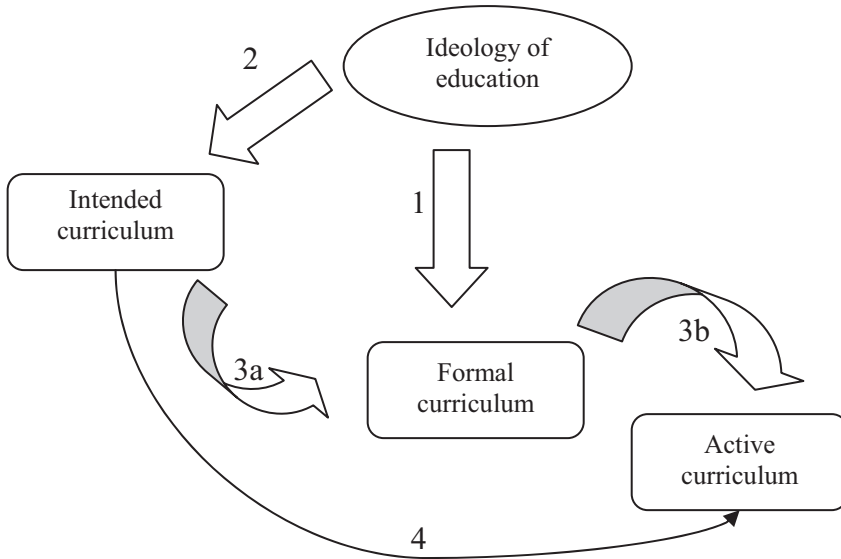 Ideology of
education
2
Intended
curriculum
1
3a
3b
Formal
curriculum
Active
curriculum
4